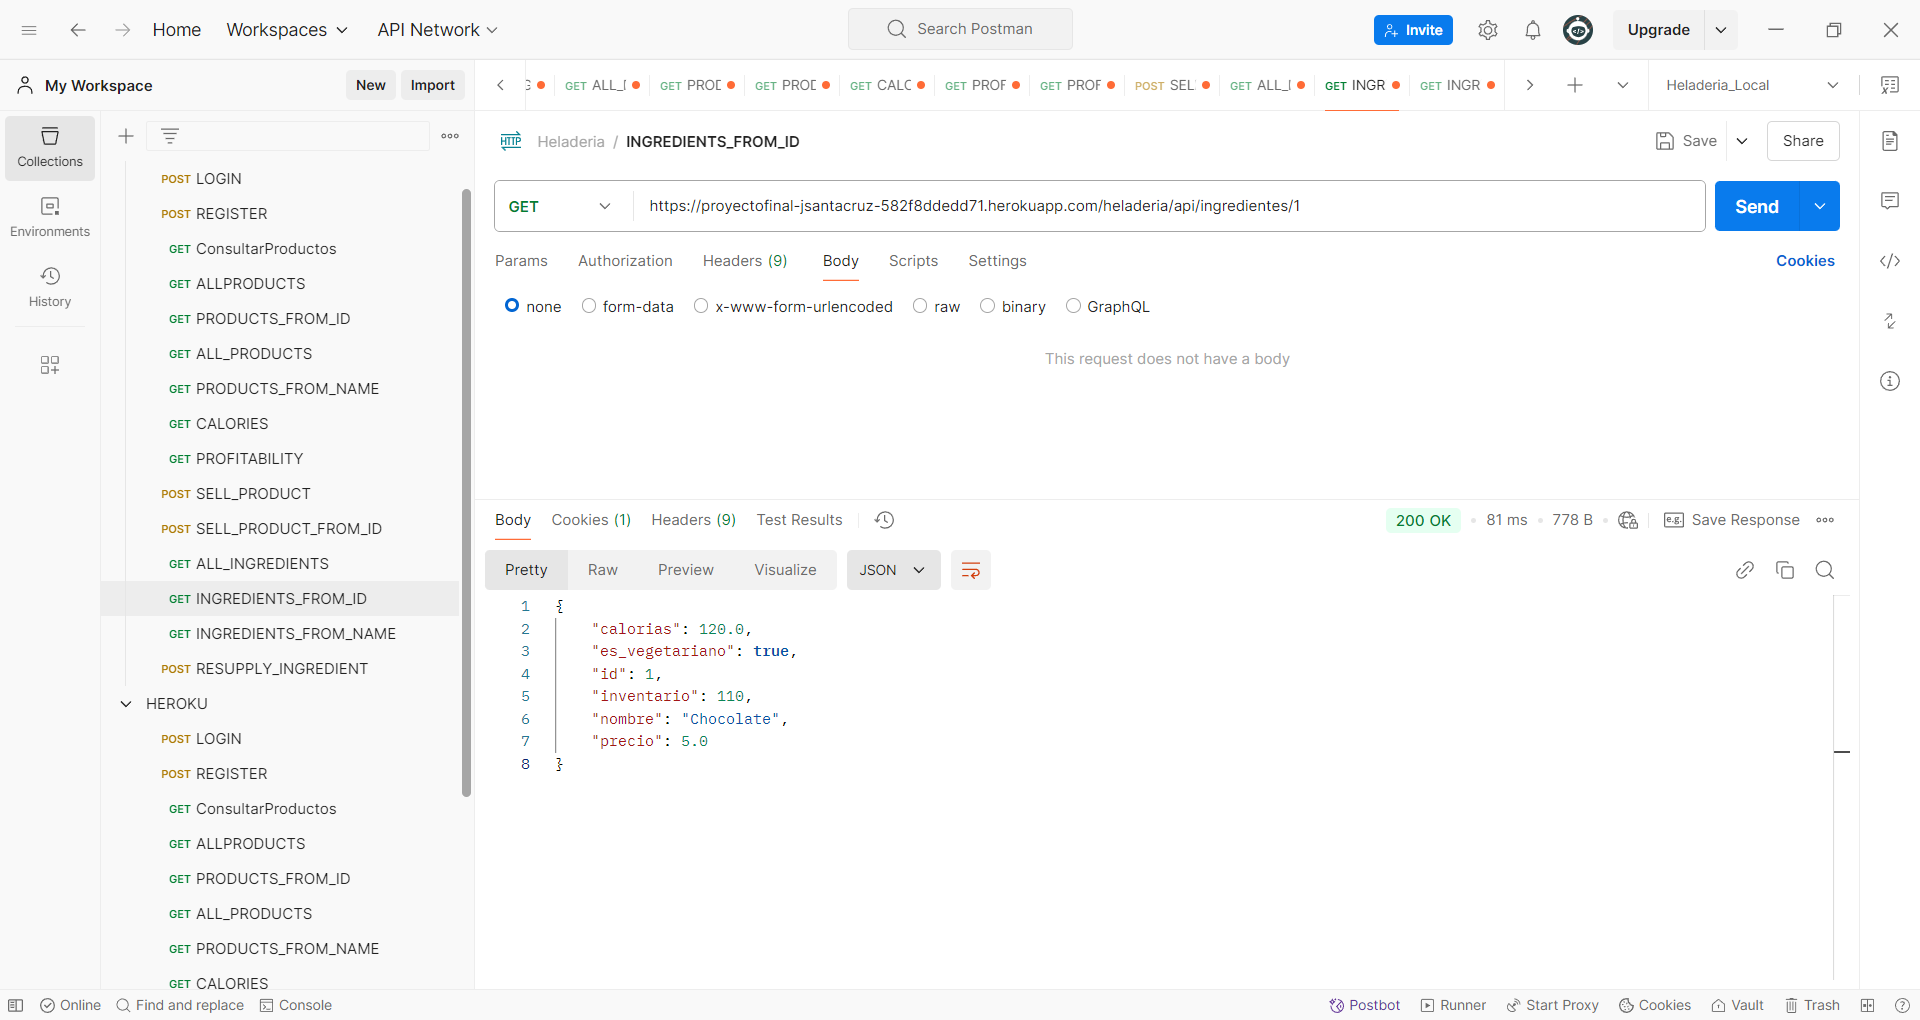 Home Workspaces API Network Search Postman Invite Upgrade
My Workspace New Import
GET ALL_I GET PROD GET PROD GET CALC GET PROF GET PROF POST SEL GET ALL_I GET INGR GET INGR Heladeria_Local
Collections
Environments
History
POST LOGIN
POST REGISTER
GET ConsultarProductos
GET ALLPRODUCTS
GET PRODUCTS_FROM_ID
GET ALL_PRODUCTS
GET PRODUCTS_FROM_NAME
GET CALORIES
GET PROFITABILITY
POST SELL_PRODUCT
POST SELL_PRODUCT_FROM_ID
GET ALL_INGREDIENTS
GET INGREDIENTS_FROM_ID
GET INGREDIENTS_FROM_NAME
POST RESUPPLY_INGREDIENT
HEROKU
POST LOGIN
POST REGISTER
GET ConsultarProductos
GET ALLPRODUCTS
GET PRODUCTS_FROM_ID
GET ALL_PRODUCTS
GET PRODUCTS_FROM_NAME
GET CALORIES
HTTP Heladeria / INGREDIENTS_FROM_ID Save Share
GET https://proyectofinal-jsantacruz-582f8ddedd71.herokuapp.com/heladeria/api/ingredientes/1 Send
Params Authorization Headers (9) Body Scripts Settings Cookies
none form-data x-www-form-urlencoded raw binary GraphQL
This request does not have a body
Body Cookies (1) Headers (9) Test Results 200 OK 81 ms 778 B e.g. Save Response
Pretty Raw Preview Visualize JSON
1 {
2 "calorias": 120.0,
3 "es_vegetariano": true,
4 "id": 1,
5 "inventario": 110,
6 "nombre": "Chocolate",
7 "precio": 5.0
8 }
Online Find and replace Console Postbot Runner Start Proxy Cookies Vault Trash